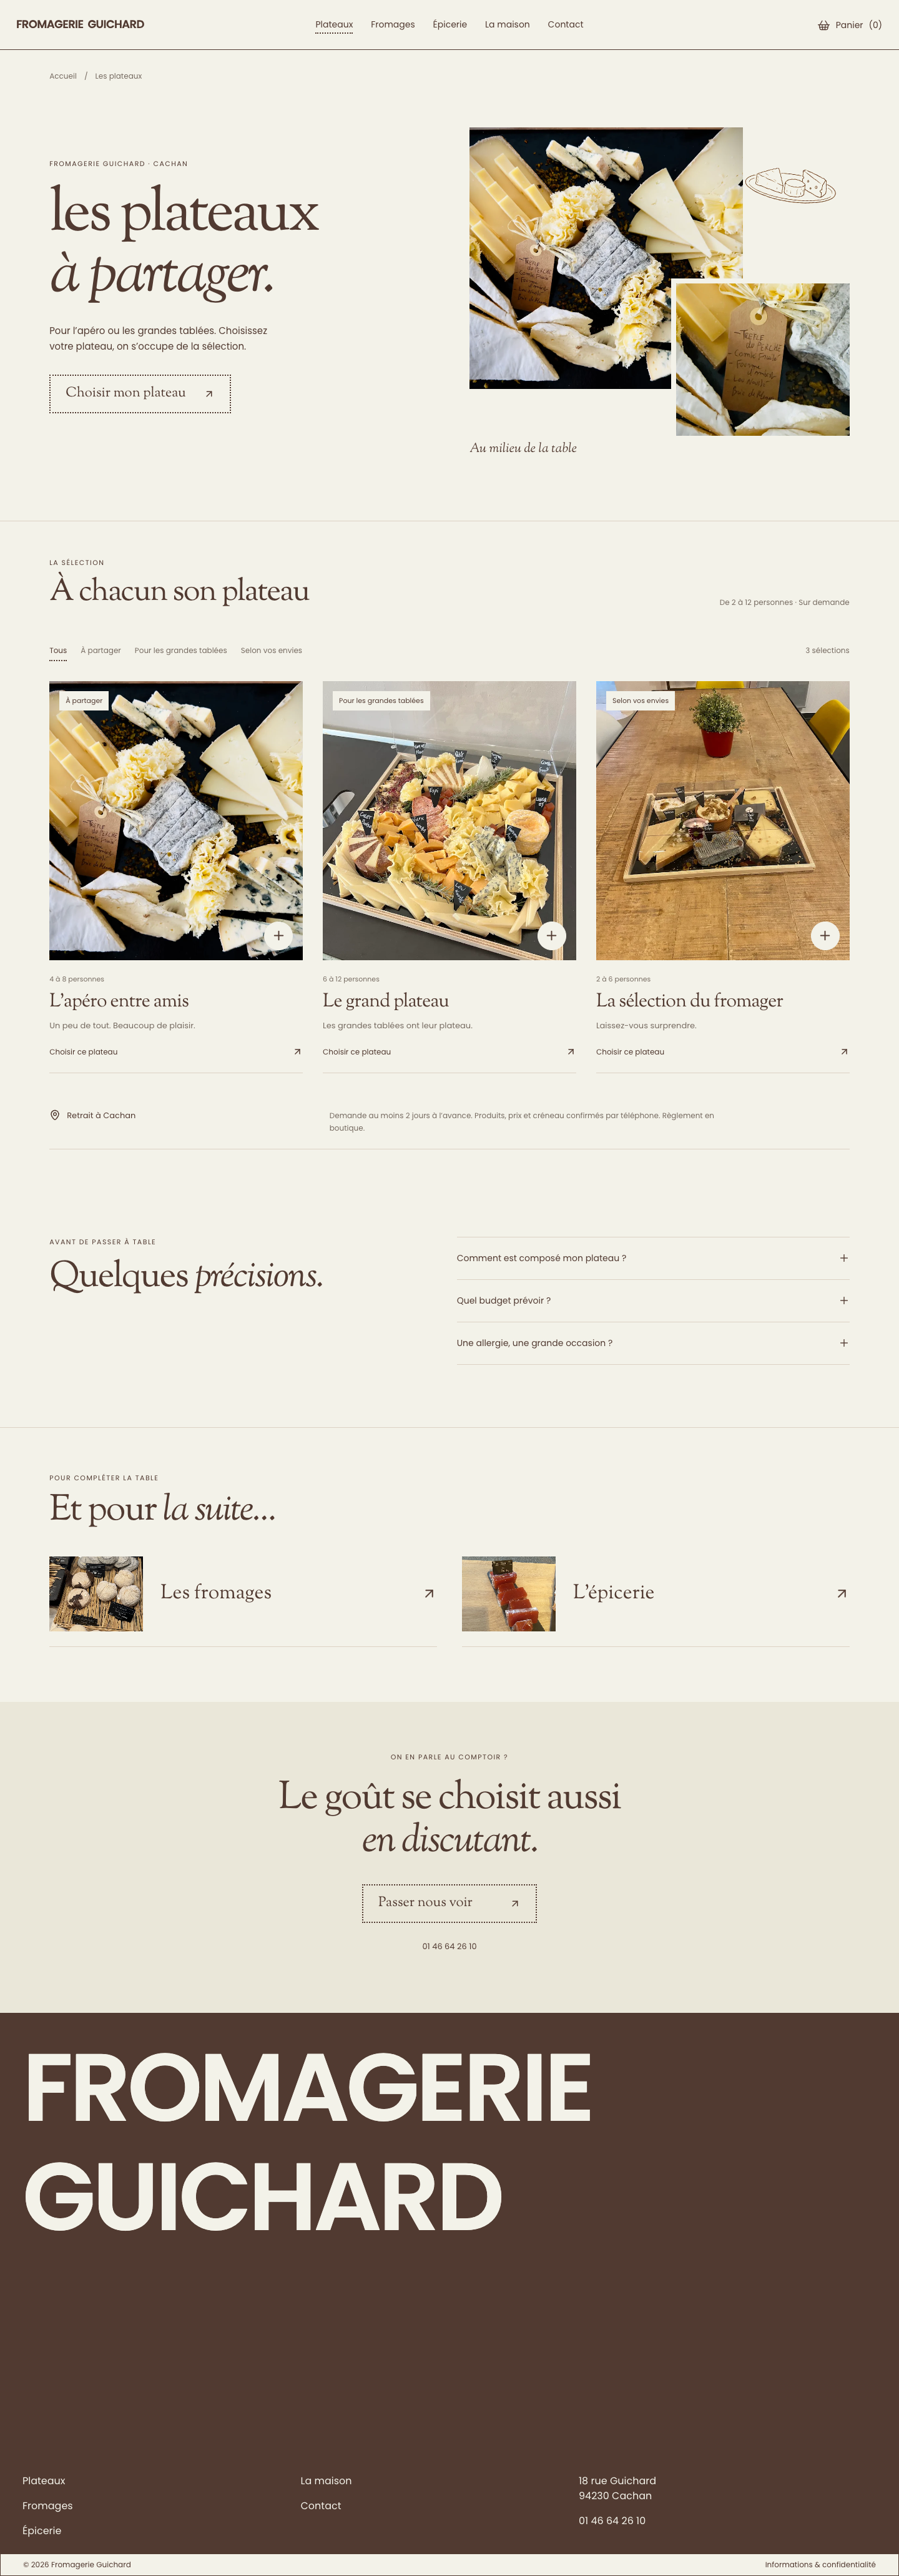 FROMAGERIE GUICHARD
Plateaux
Fromages
Épicerie
La maison
Contact
Panier (0)
Accueil / Les plateaux
FROMAGERIE GUICHARD · CACHAN
les plateaux
à partager.
Pour l’apéro ou les grandes tablées. Choisissez
votre plateau, on s’occupe de la sélection.
Choisir mon plateau
Au milieu de la table
LA SÉLECTION
À chacun son plateau
De 2 à 12 personnes · Sur demande
Tous
À partager
Pour les grandes tablées
Selon vos envies
3 sélections
À partager
Pour les grandes tablées
Selon vos envies
4 à 8 personnes
L’apéro entre amis
Un peu de tout. Beaucoup de plaisir.
Choisir ce plateau
6 à 12 personnes
Le grand plateau
Les grandes tablées ont leur plateau.
Choisir ce plateau
2 à 6 personnes
La sélection du fromager
Laissez-vous surprendre.
Choisir ce plateau
Retrait à Cachan
Demande au moins 2 jours à l’avance. Produits, prix et créneau confirmés par téléphone. Règlement en
boutique.
AVANT DE PASSER À TABLE
Quelques précisions.
Comment est composé mon plateau ?
Quel budget prévoir ?
Une allergie, une grande occasion ?
POUR COMPLÉTER LA TABLE
Et pour la suite…
Les fromages
L’épicerie
ON EN PARLE AU COMPTOIR ?
Le goût se choisit aussi
en discutant.
Passer nous voir
01 46 64 26 10
FROMAGERIE
GUICHARD
Plateaux
Fromages
Épicerie
La maison
Contact
18 rue Guichard
94230 Cachan
01 46 64 26 10
© 2026 Fromagerie Guichard
Informations & confidentialité